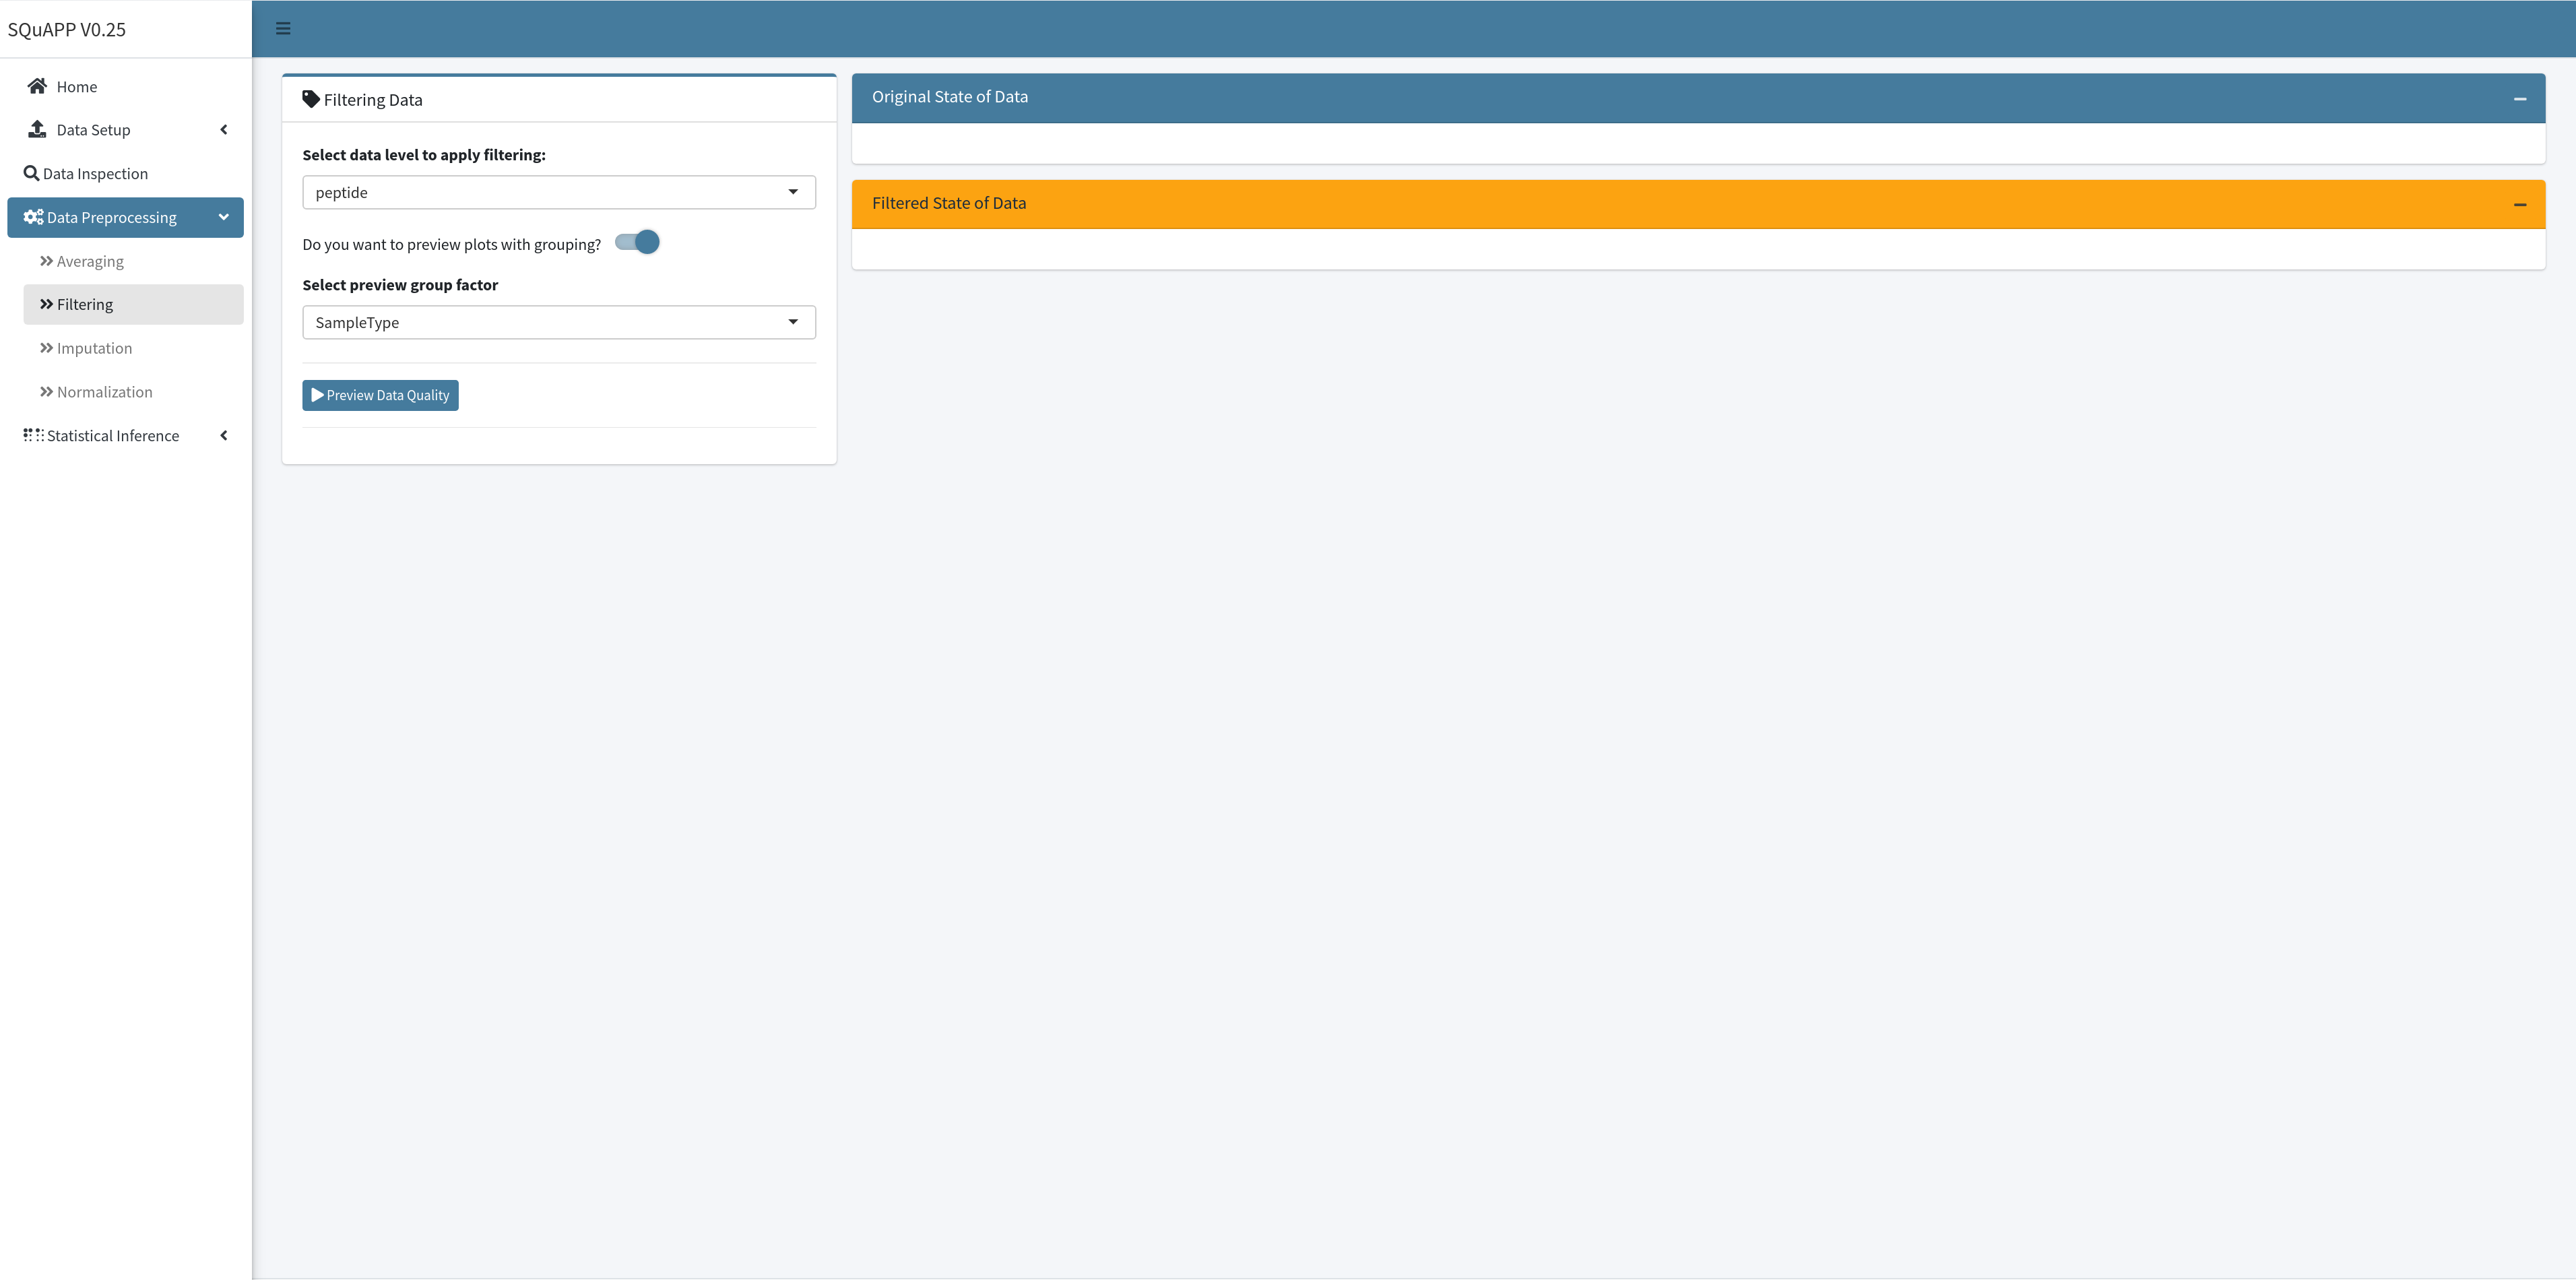 SQuAPP V0.25
Home
Data Setup
Data Inspection
Data Preprocessing
Averaging
Filtering
Imputation
Normalization
Statistical Inference
Filtering Data
Select data level to apply filtering:
peptide
Do you want to preview plots with grouping?
Select preview group factor
SampleType
Preview Data Quality
Original State of Data
Filtered State of Data